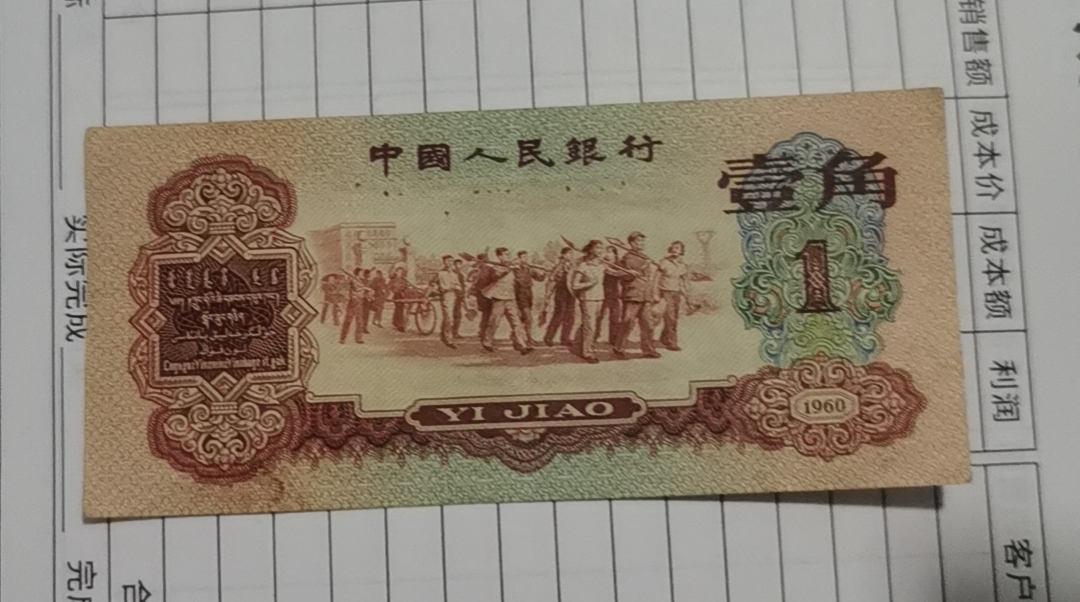 中國人民銀行
壹角
1
YI JIAO
1960
销售额
成本价
成本额
利润
客户
实际完成